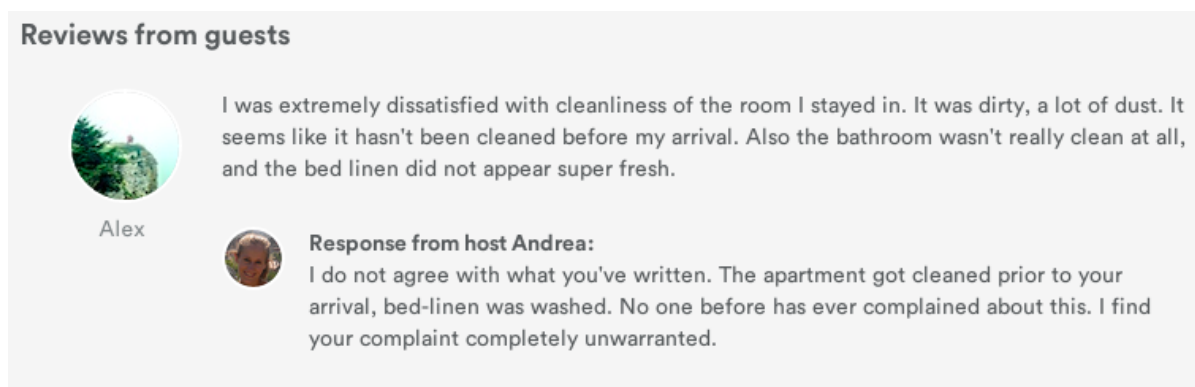 Reviews from guests
I was extremely dissatisfied with cleanliness of the room I stayed in. It was dirty, a lot of dust. It
seems like it hasn't been cleaned before my arrival. Also the bathroom wasn't really clean at all,
and the bed linen did not appear super fresh.
Alex
Response from host Andrea:
I do not agree with what you've written. The apartment got cleaned prior to your
arrival, bed-linen was washed. No one before has ever complained about this. I find
your complaint completely unwarranted.